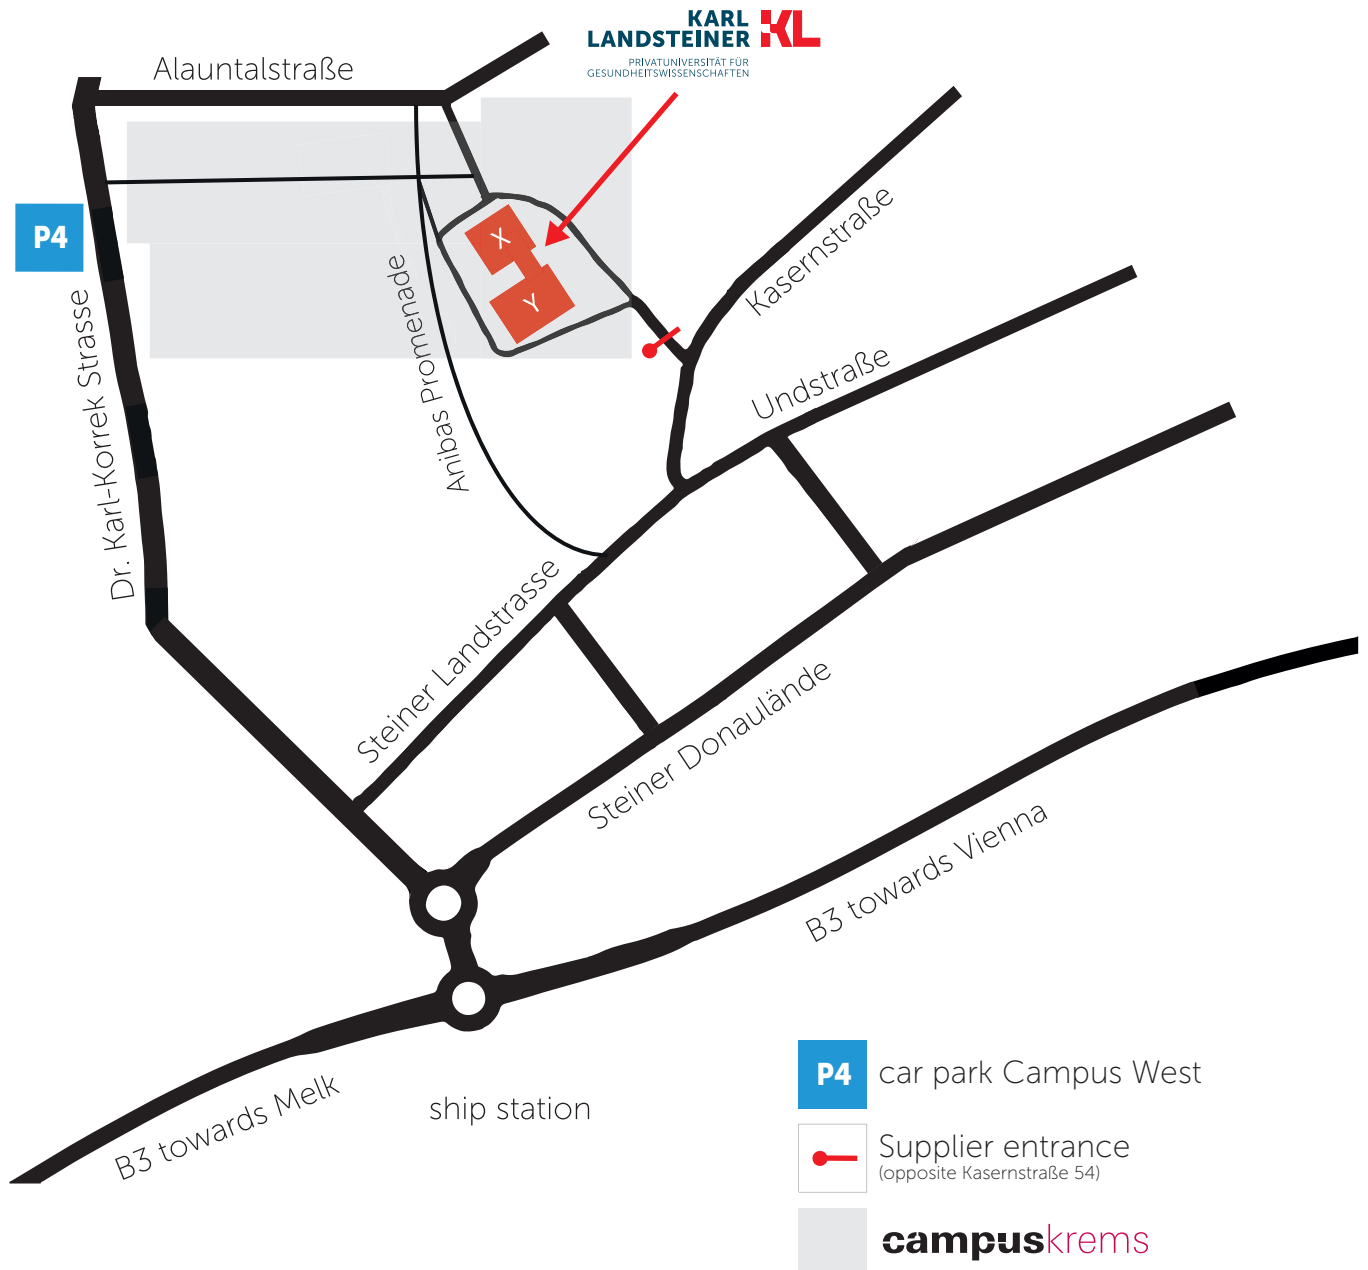 KARL
LANDSTEINER KL
PRIVATUNIVERSITÄT FÜR
GESUNDHEITSWISSENSCHAFTEN
Alauntalstraße
P4
X
Y
Kasernstraße
Anibas Promenade
Dr. Karl-Korrek Strasse
Undstraße
Steiner Landstrasse
Steiner Donaulände
B3 towards Vienna
B3 towards Melk
ship station
P4 car park Campus West
Supplier entrance
(opposite Kasernstraße 54)
campuskrems